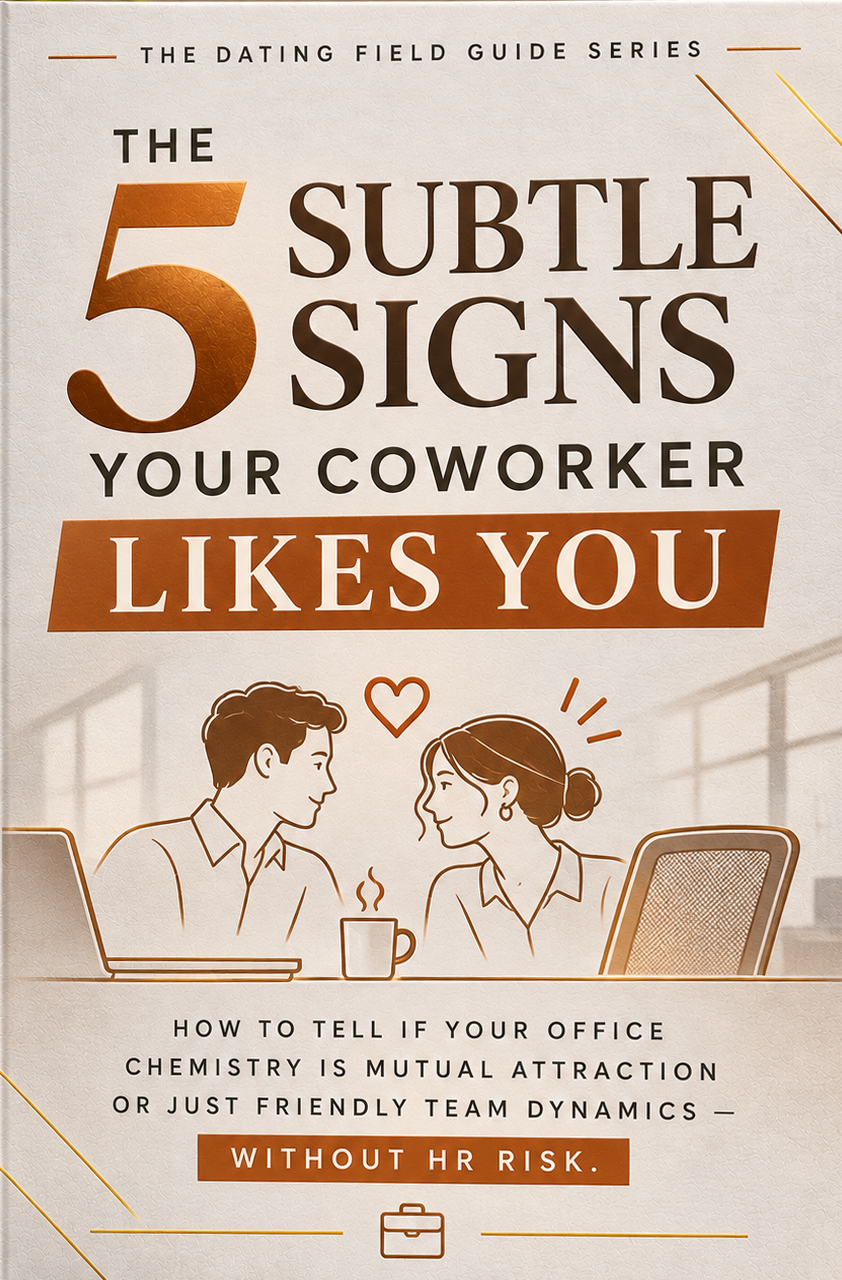 THE DATING FIELD GUIDE SERIES
THE
5 SUBTLE
SIGNS
YOUR COWORKER
LIKES YOU
HOW TO TELL IF YOUR OFFICE
CHEMISTRY IS MUTUAL ATTRACTION
OR JUST FRIENDLY TEAM DYNAMICS –
WITHOUT HR RISK.